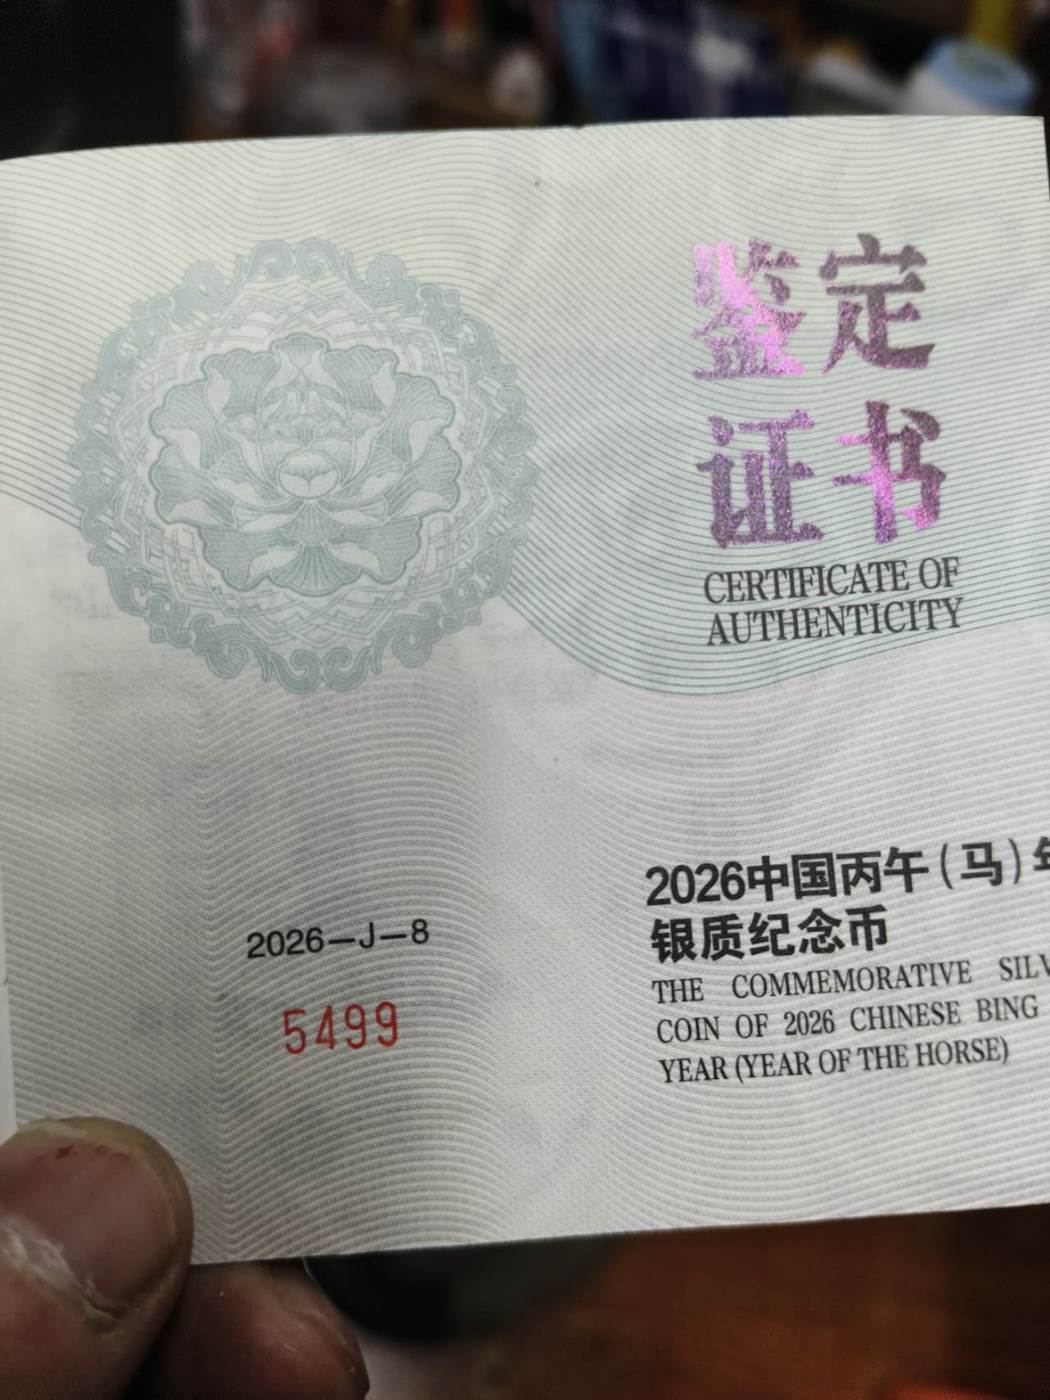 鉴定
证书
CERTIFICATE OF
AUTHENTICITY
2026中国丙午(马)年
银质纪念币
THE COMMEMORATIVE
COIN OF 2026 CHINESE BING
YEAR (YEAR OF THE HORSE)
2026—J—8
5499